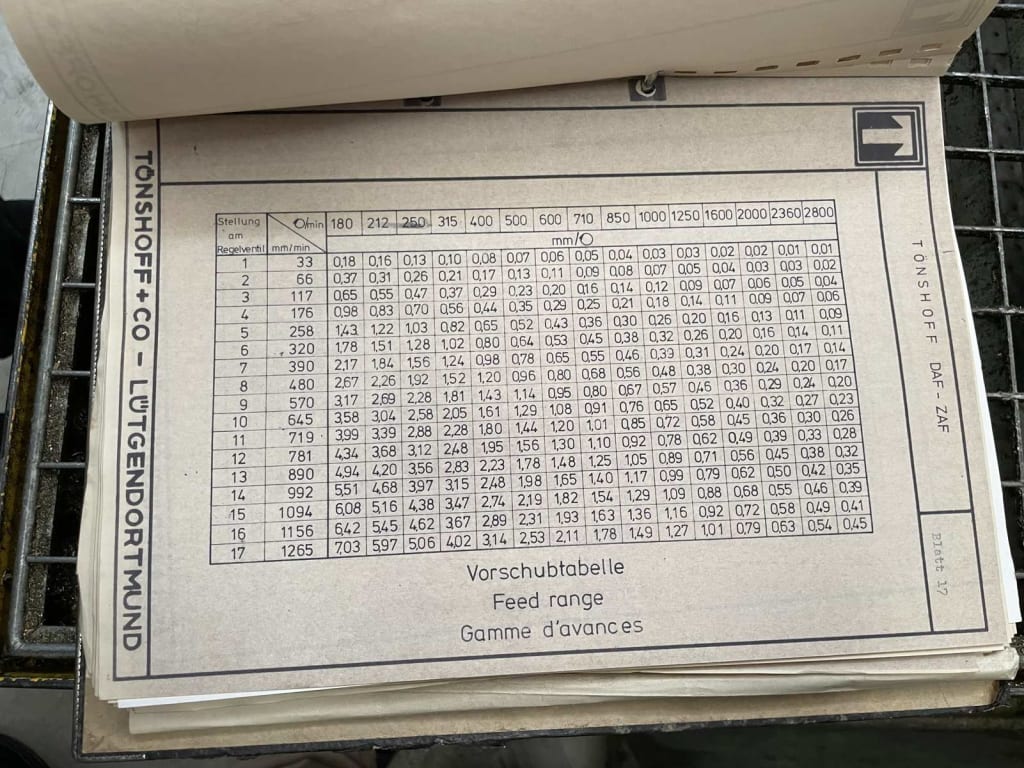 TÖNSHOFF + CO – LÜTGENDORTMUND
Stellung am Regelventil O/min mm/min 180 212 250 315 400 500 600 710 850 1000 1250 1600 2000 2360 2800
mm/O
1 33 0,18 0,16 0,13 0,10 0,08 0,07 0,06 0,05 0,04 0,03 0,03 0,02 0,02 0,01 0,01
2 66 0,37 0,31 0,26 0,21 0,17 0,13 0,11 0,09 0,08 0,07 0,05 0,04 0,03 0,03 0,02
3 117 0,65 0,55 0,47 0,37 0,29 0,23 0,20 0,16 0,14 0,12 0,09 0,07 0,06 0,05 0,04
4 176 0,98 0,83 0,70 0,56 0,44 0,35 0,29 0,25 0,21 0,18 0,14 0,11 0,09 0,07 0,06
5 258 1,43 1,22 1,03 0,82 0,65 0,52 0,43 0,36 0,30 0,26 0,20 0,16 0,13 0,11 0,09
6 320 1,78 1,51 1,28 1,02 0,80 0,64 0,53 0,45 0,38 0,32 0,26 0,20 0,16 0,14 0,11
7 390 2,17 1,84 1,56 1,24 0,98 0,78 0,65 0,55 0,46 0,39 0,31 0,24 0,20 0,17 0,14
8 480 2,67 2,26 1,92 1,52 1,20 0,96 0,80 0,68 0,56 0,48 0,38 0,30 0,24 0,20 0,17
9 570 3,17 2,69 2,28 1,81 1,43 1,14 0,95 0,80 0,67 0,57 0,46 0,36 0,29 0,24 0,20
10 645 3,58 3,04 2,58 2,05 1,61 1,29 1,08 0,91 0,76 0,65 0,52 0,40 0,32 0,27 0,23
11 719 3,99 3,39 2,88 2,28 1,80 1,44 1,20 1,01 0,85 0,72 0,58 0,45 0,36 0,30 0,26
12 781 4,34 3,68 3,12 2,48 1,95 1,56 1,30 1,10 0,92 0,78 0,62 0,49 0,39 0,33 0,28
13 890 4,94 4,20 3,56 2,83 2,23 1,78 1,48 1,25 1,05 0,89 0,71 0,56 0,45 0,38 0,32
14 992 5,51 4,68 3,97 3,15 2,48 1,98 1,65 1,40 1,17 0,99 0,79 0,62 0,50 0,42 0,35
15 1094 6,08 5,16 4,38 3,47 2,74 2,19 1,82 1,54 1,29 1,09 0,88 0,68 0,55 0,46 0,39
16 1156 6,42 5,45 4,62 3,67 2,89 2,31 1,93 1,63 1,36 1,16 0,92 0,72 0,58 0,49 0,41
17 1265 7,03 5,97 5,06 4,02 3,14 2,53 2,11 1,78 1,49 1,27 1,01 0,79 0,63 0,54 0,45
Vorschubtabelle
Feed range
Gamme d'avances
TÖNSHOFF DAF - ZAF
Blatt 17